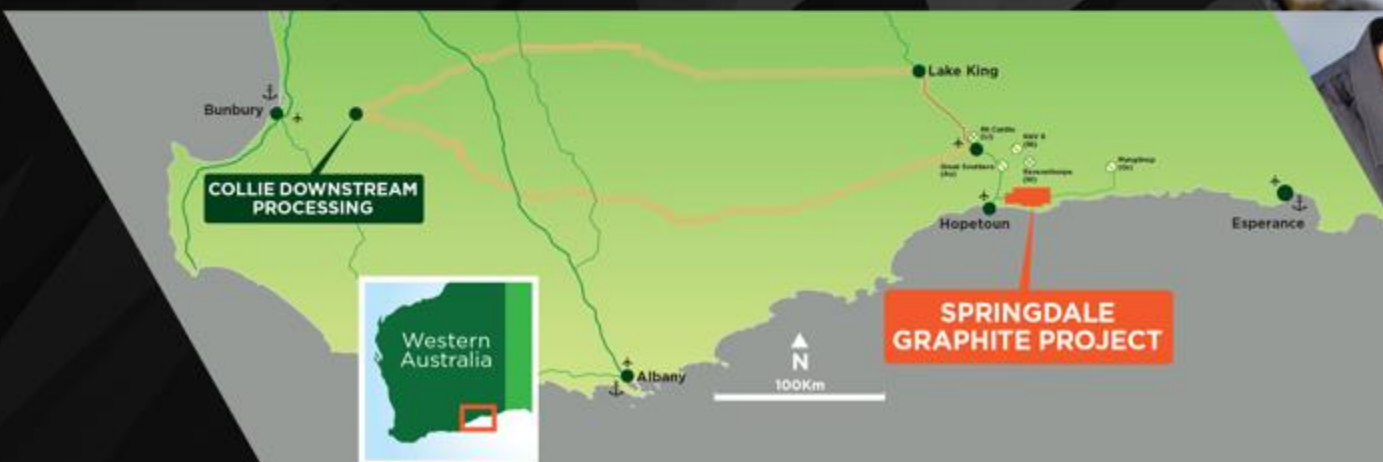 Lake King
Bunbury
COLLIE DOWNSTREAM
PROCESSING
Hopetoun
Esperance
SPRINGDALE
GRAPHITE PROJECT
Western
Australia
N
100Km
Albany